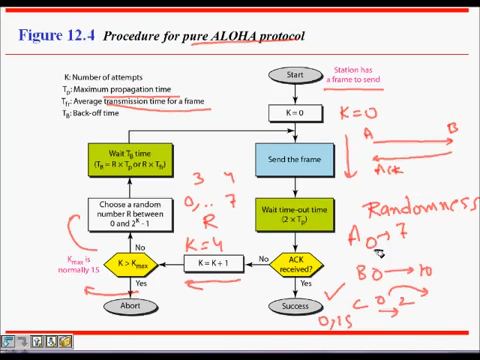 Figure 12.4 Procedure for pure ALOHA protocol
K: Number of attempts
Tp: Maximum propagation time
Tfr: Average transmission time for a frame
TB: Back-off time
Start
Station has
a frame to send
K = 0
K=0
A B
Ack
Wait TB time
(TB = R × Tp or R × Tfr)
Send the frame
3 4
0, .. 7
R
Randomness
Choose a random
number R between
0 and 2^K - 1
Wait time-out time
(2 × Tp)
A 0 → 7
K=4
Kmax is
normally 15
No
K > Kmax
K = K + 1
No
ACK
received?
B 0 → 10
Yes
Yes
C 0 2
Abort
Success
0,15